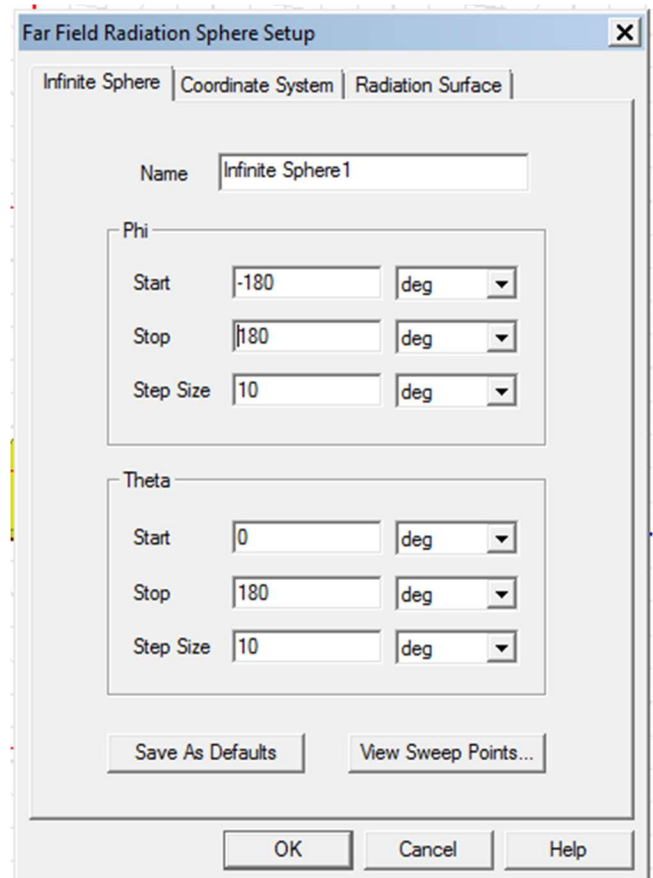 Far Field Radiation Sphere Setup
Infinite Sphere Coordinate System Radiation Surface
Name Infinite Sphere1
Phi
Start -180 deg
Stop 180 deg
Step Size 10 deg
Theta
Start 0 deg
Stop 180 deg
Step Size 10 deg
Save As Defaults View Sweep Points...
OK Cancel Help